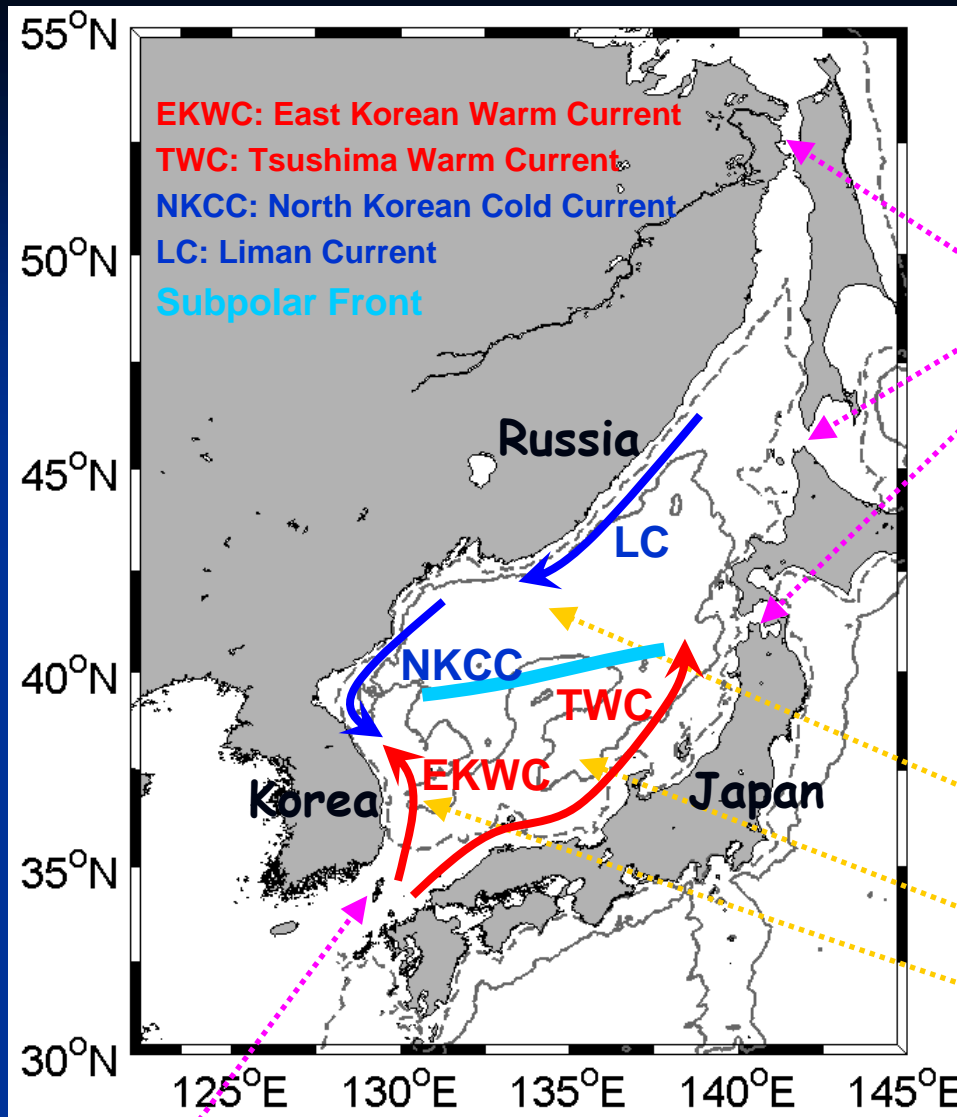 55°N
EKWC: East Korean Warm Current
TWC: Tsushima Warm Current
NKCC: North Korean Cold Current
LC: Liman Current
Subpolar Front
50°N
Russia
45°N
LC
40°N
NKCC
TWC
EKWC
Korea
Japan
35°N
30°N
125°E 130°E 135°E 140°E 145°E